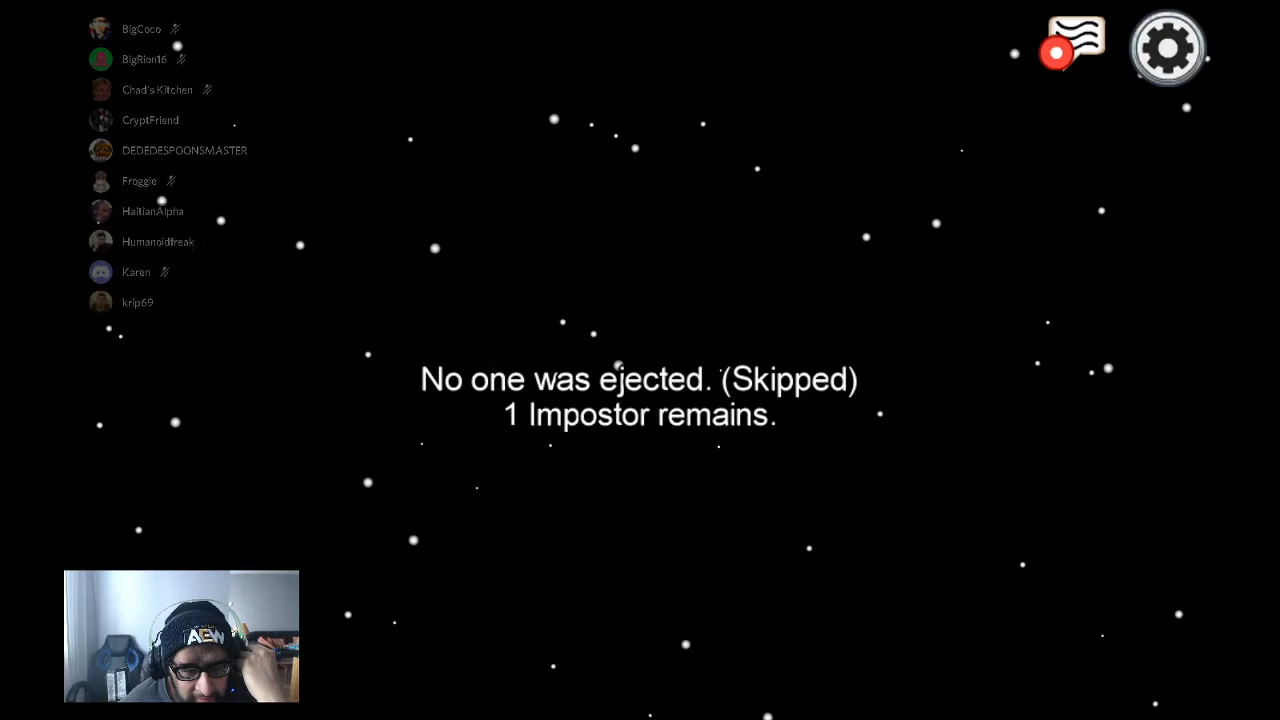 BigCoco
BigRion16
Chad's Kitchen
CryptFriend
DEDEDESPOONSMASTER
Froggie
HaitianAlpha
Humanoidfreak
Karen
krip69
No one was ejected. (Skipped)
1 Impostor remains.
AEW